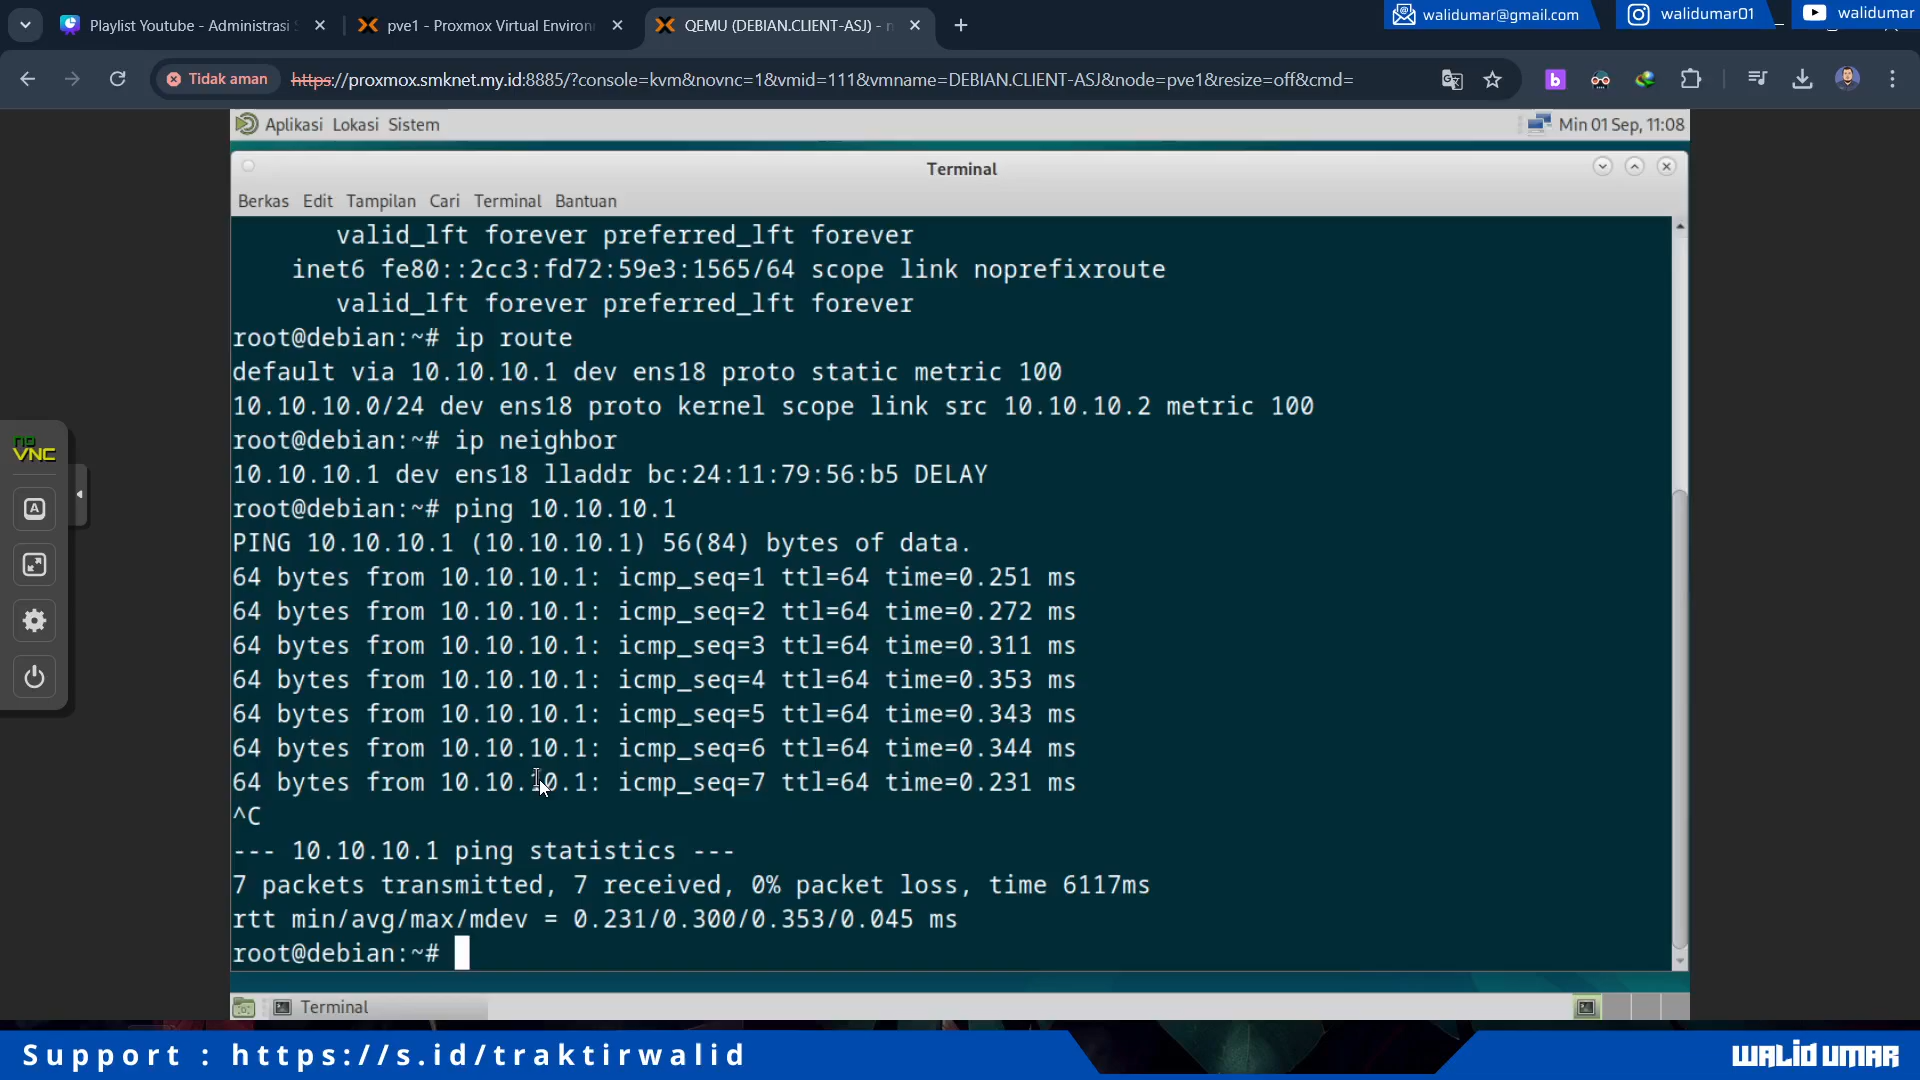 Playlist Youtube - Administrasi
pve1 - Proxmox Virtual Environ
QEMU (DEBIAN.CLIENT-ASJ) - n
walidumar@gmail.com
walidumar01
walidumar
Tidak aman
https://proxmox.smknet.my.id:8885/?console=kvm&novnc=1&vmid=111&vmname=DEBIAN.CLIENT-ASJ&node=pve1&resize=off&cmd=
Aplikasi Lokasi Sistem
Min 01 Sep, 11:08
Terminal
Berkas Edit Tampilan Cari Terminal Bantuan
valid_lft forever preferred_lft forever
inet6 fe80::2cc3:fd72:59e3:1565/64 scope link noprefixroute
valid_lft forever preferred_lft forever
root@debian:~# ip route
default via 10.10.10.1 dev ens18 proto static metric 100
10.10.10.0/24 dev ens18 proto kernel scope link src 10.10.10.2 metric 100
root@debian:~# ip neighbor
10.10.10.1 dev ens18 lladdr bc:24:11:79:56:b5 DELAY
root@debian:~# ping 10.10.10.1
PING 10.10.10.1 (10.10.10.1) 56(84) bytes of data.
64 bytes from 10.10.10.1: icmp_seq=1 ttl=64 time=0.251 ms
64 bytes from 10.10.10.1: icmp_seq=2 ttl=64 time=0.272 ms
64 bytes from 10.10.10.1: icmp_seq=3 ttl=64 time=0.311 ms
64 bytes from 10.10.10.1: icmp_seq=4 ttl=64 time=0.353 ms
64 bytes from 10.10.10.1: icmp_seq=5 ttl=64 time=0.343 ms
64 bytes from 10.10.10.1: icmp_seq=6 ttl=64 time=0.344 ms
64 bytes from 10.10.10.1: icmp_seq=7 ttl=64 time=0.231 ms
^C
--- 10.10.10.1 ping statistics ---
7 packets transmitted, 7 received, 0% packet loss, time 6117ms
rtt min/avg/max/mdev = 0.231/0.300/0.353/0.045 ms
root@debian:~#
no
VNC
A
Terminal
Support : https://s.id/traktirwalid
WALID UMAR